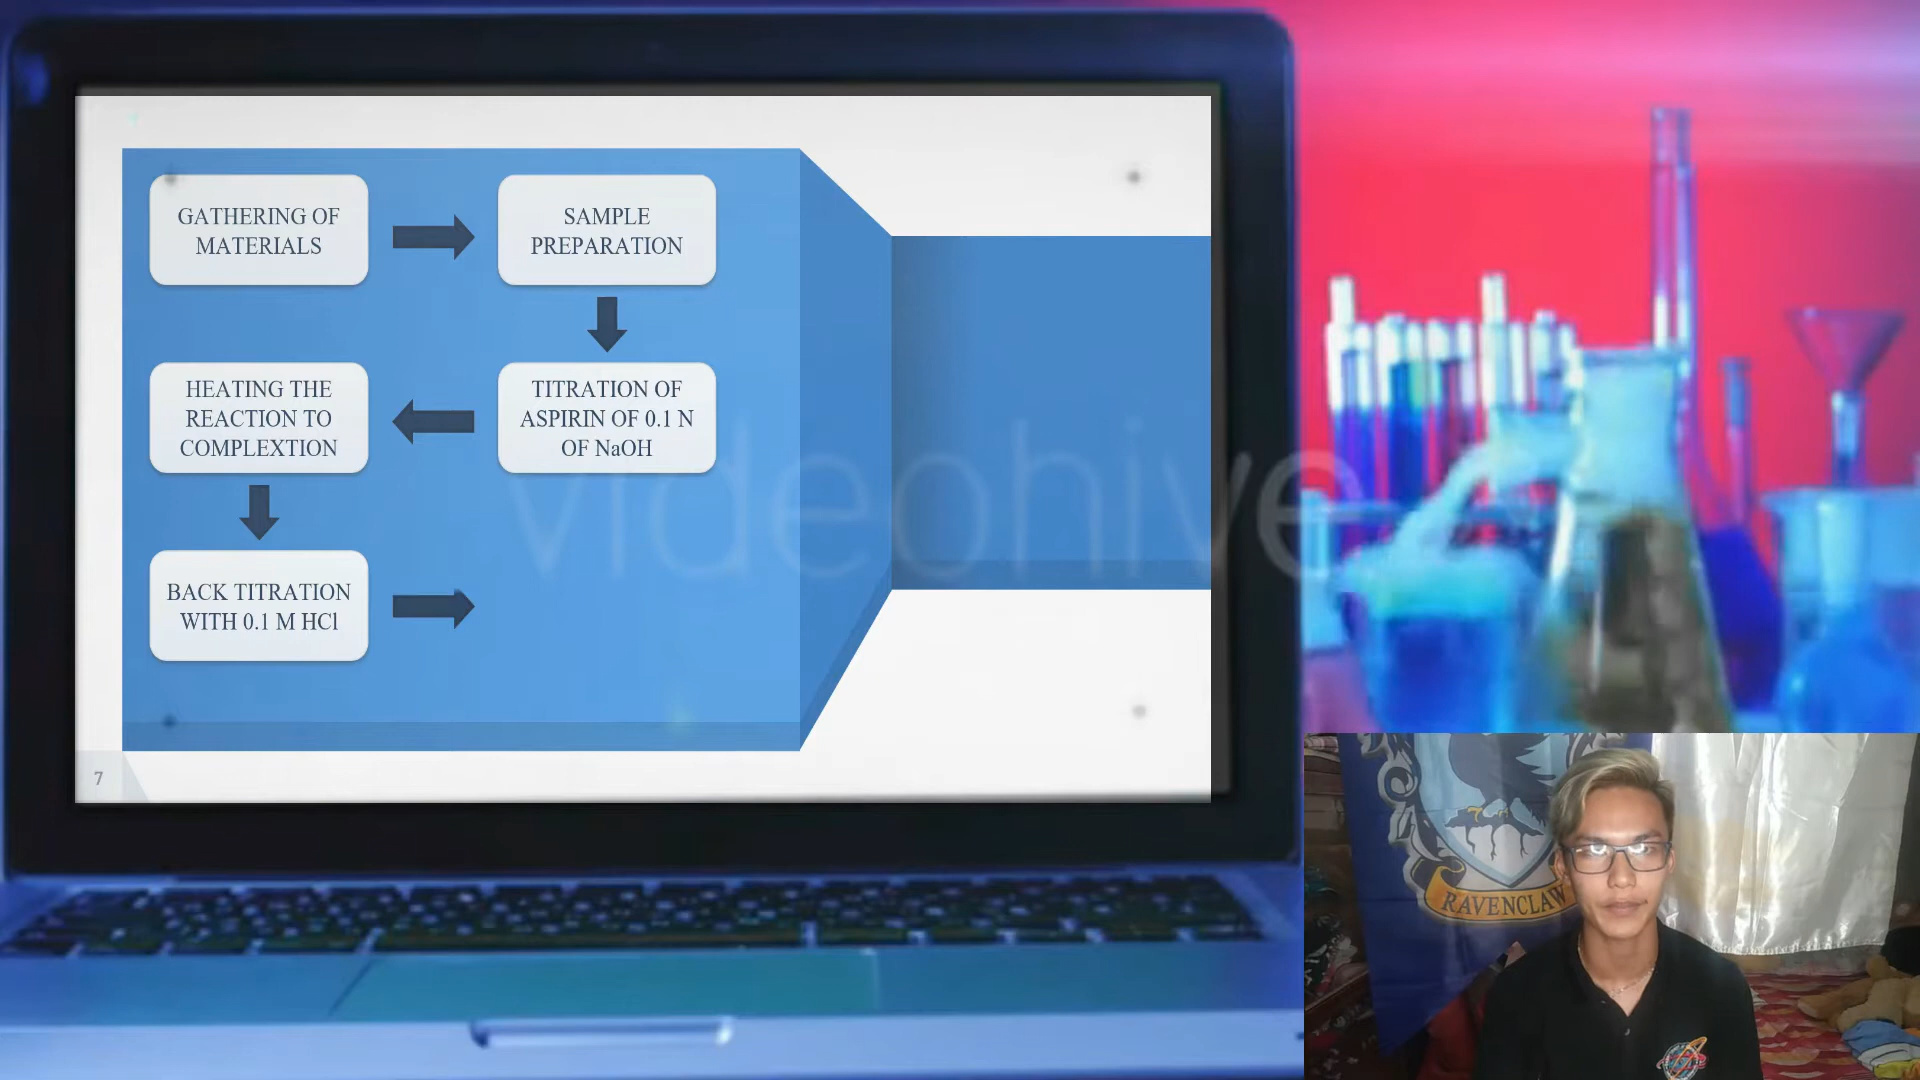 GATHERING OF
MATERIALS
SAMPLE
PREPARATION
HEATING THE
REACTION TO
COMPLEXTION
TITRATION OF
ASPIRIN OF 0.1 N
OF NaOH
BACK TITRATION
WITH 0.1 M HCl
7
videohive
RAVENCLAW